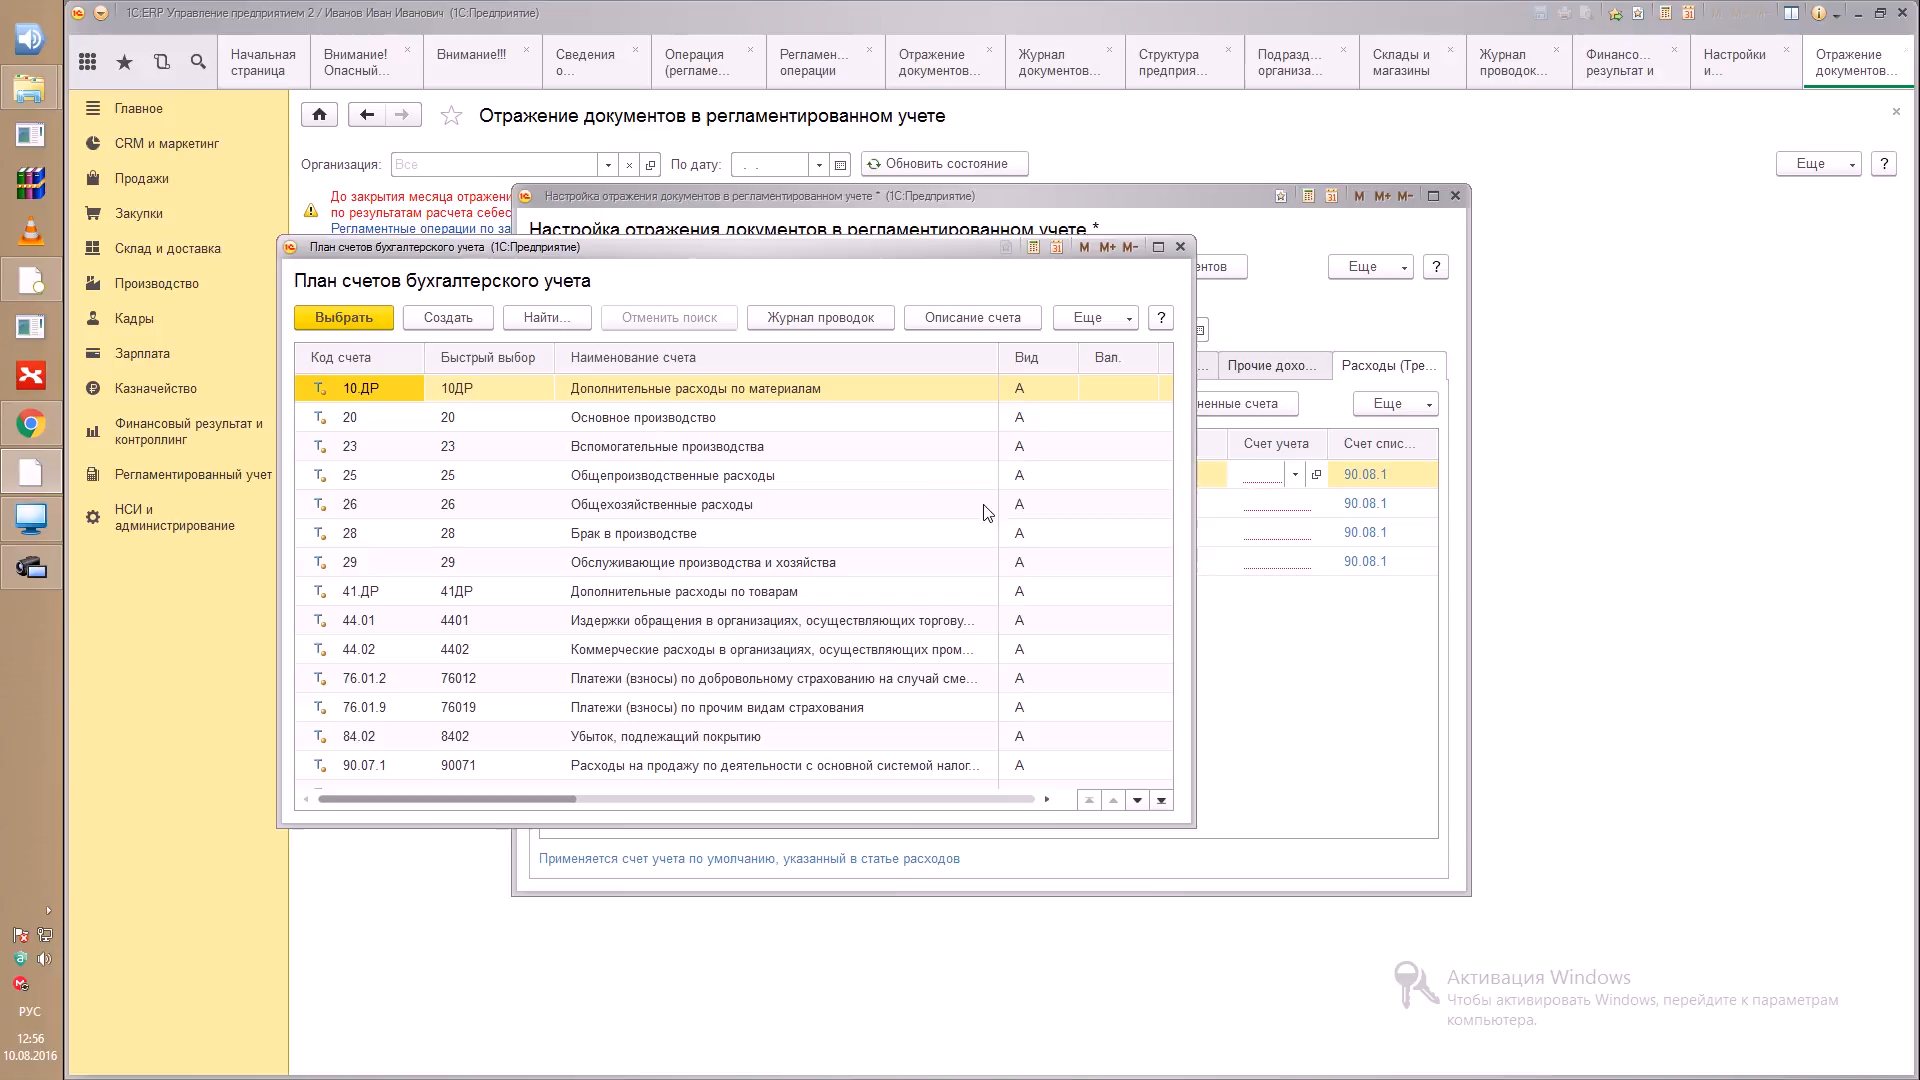 1С:ERP Управление предприятием 2 / Иванов Иван Иванович (1С:Предприятие)
Начальная страница
Внимание! Опасный...
Внимание!!!
Сведения о...
Операция (регламе...
Регламен... операции
Отражение документов...
Журнал документов...
Структура предприя...
Подразд... организа...
Склады и магазины
Журнал проводок...
Финансо... результат и
Настройки и...
Отражение документов...
Главное
CRM и маркетинг
Продажи
Закупки
Склад и доставка
Производство
Кадры
Зарплата
Казначейство
Финансовый результат и контроллинг
Регламентированный учет
НСИ и администрирование
Отражение документов в регламентированном учете
Организация: Все По дату: . . Обновить состояние Еще ?
До закрытия месяца отражени
по результатам расчета себес
Регламентные операции по за
Настройка отражения документов в регламентированном учете * (1С:Предприятие) M M+ M-
Настройка отражения документов в регламентированном учете *
нтов Еще ?
... Прочие дохо... Расходы (Тре...
ненные счета Еще
Счет учета Счет спис...
90.08.1
90.08.1
90.08.1
90.08.1
Применяется счет учета по умолчанию, указанный в статье расходов
План счетов бухгалтерского учета (1С:Предприятие) M M+ M-
План счетов бухгалтерского учета
Выбрать Создать Найти... Отменить поиск Журнал проводок Описание счета Еще ?
Код счета Быстрый выбор Наименование счета Вид Вал.
10.ДР 10ДР Дополнительные расходы по материалам А
20 20 Основное производство А
23 23 Вспомогательные производства А
25 25 Общепроизводственные расходы А
26 26 Общехозяйственные расходы А
28 28 Брак в производстве А
29 29 Обслуживающие производства и хозяйства А
41.ДР 41ДР Дополнительные расходы по товарам А
44.01 4401 Издержки обращения в организациях, осуществляющих торгову... А
44.02 4402 Коммерческие расходы в организациях, осуществляющих пром... А
76.01.2 76012 Платежи (взносы) по добровольному страхованию на случай сме... А
76.01.9 76019 Платежи (взносы) по прочим видам страхования А
84.02 8402 Убыток, подлежащий покрытию А
90.07.1 90071 Расходы на продажу по деятельности с основной системой налог... А
Активация Windows
Чтобы активировать Windows, перейдите к параметрам
компьютера.
РУС
12:56
10.08.2016